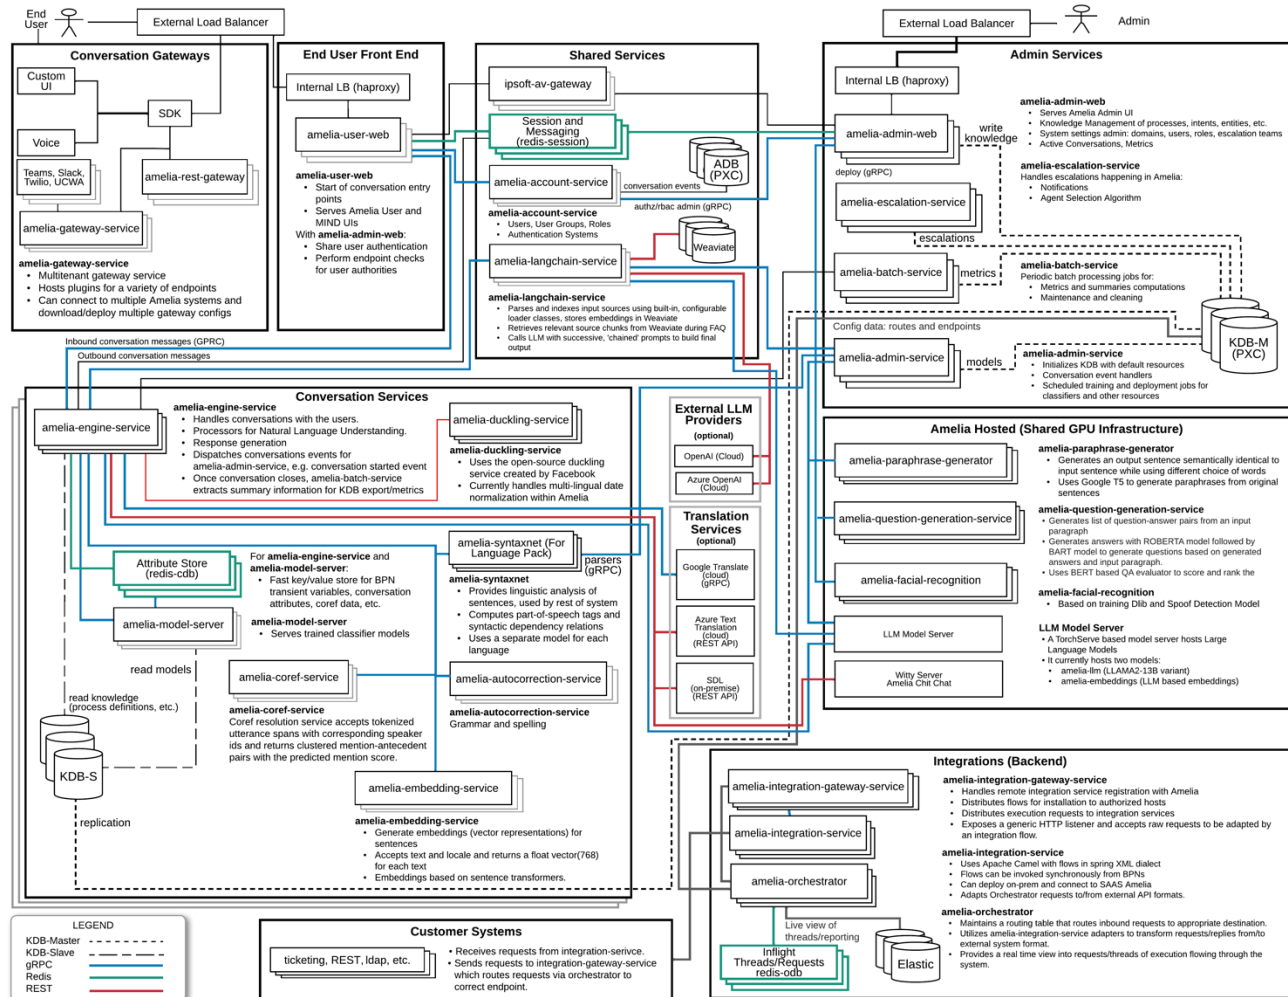 End
User
External Load Balancer
External Load Balancer
Admin
Conversation Gateways
Custom
UI
SDK
Voice
Teams, Slack,
Twilio, UCWA
amelia-rest-gateway
amelia-gateway-service
amelia-gateway-service
• Multitenant gateway service
• Hosts plugins for a variety of endpoints
• Can connect to multiple Amelia systems and
download/deploy multiple gateway configs
End User Front End
Internal LB (haproxy)
amelia-user-web
amelia-user-web
• Start of conversation entry
points
• Serves Amelia User and
MIND UIs
With amelia-admin-web:
• Share user authentication
• Perform endpoint checks
for user authorities
Shared Services
ipsoft-av-gateway
Session and
Messaging
(redis-session)
ADB
(PXC)
amelia-account-service
conversation events
authz/rbac admin (gRPC)
amelia-account-service
• Users, User Groups, Roles
• Authentication Systems
Weaviate
amelia-langchain-service
amelia-langchain-service
• Parses and indexes input sources using built-in, configurable
loader classes, stores embeddings in Weaviate
• Retrieves relevant source chunks from Weaviate during FAQ
• Calls LLM with successive, 'chained' prompts to build final
output
Admin Services
Internal LB (haproxy)
amelia-admin-web
write
knowledge
deploy (gRPC)
amelia-escalation-service
escalations
amelia-batch-service
metrics
Config data: routes and endpoints
amelia-admin-service
models
KDB-M
(PXC)
amelia-admin-web
• Serves Amelia Admin UI
• Knowledge Management of processes, intents, entities, etc.
• System settings admin: domains, users, roles, escalation teams
• Active Conversations, Metrics
amelia-escalation-service
Handles escalations happening in Amelia:
• Notifications
• Agent Selection Algorithm
amelia-batch-service
Periodic batch processing jobs for:
• Metrics and summaries computations
• Maintenance and cleaning
amelia-admin-service
• Initializes KDB with default resources
• Conversation event handlers
• Scheduled training and deployment jobs for
classifiers and other resources
Inbound conversation messages (GPRC)
Outbound conversation messages
Conversation Services
amelia-engine-service
amelia-engine-service
• Handles conversations with the users.
• Processors for Natural Language Understanding.
• Response generation
• Dispatches conversations events for
amelia-admin-service, e.g. conversation started event
• Once conversation closes, amelia-batch-service
extracts summary information for KDB export/metrics
amelia-duckling-service
amelia-duckling-service
• Uses the open-source duckling
service created by Facebook
• Currently handles multi-lingual date
normalization within Amelia
Attribute Store
(redis-cdb)
For amelia-engine-service and
amelia-model-server:
• Fast key/value store for BPN
transient variables, conversation
attributes, coref data, etc.
amelia-model-server
amelia-model-server
• Serves trained classifier models
read models
amelia-syntaxnet (For
Language Pack)
parsers
(gRPC)
amelia-syntaxnet
• Provides linguistic analysis of
sentences, used by rest of system
• Computes part-of-speech tags and
syntactic dependency relations
• Uses a separate model for each
language
amelia-coref-service
amelia-coref-service
Coref resolution service accepts tokenized
utterance spans with corresponding speaker
ids and returns clustered mention-antecedent
pairs with the predicted mention score.
amelia-autocorrection-service
amelia-autocorrection-service
Grammar and spelling
read knowledge
(process definitions, etc.)
KDB-S
replication
amelia-embedding-service
amelia-embedding-service
• Generate embeddings (vector representations) for
sentences
• Accepts text and locale and returns a float vector(768)
for each text
• Embeddings based on sentence transformers.
External LLM
Providers
(optional)
OpenAI (Cloud)
Azure OpenAI
(Cloud)
Translation
Services
(optional)
Google Translate
(cloud)
(gRPC)
Azure Text
Translation
(cloud)
(REST API)
SDL
(on-premise)
(REST API)
Amelia Hosted (Shared GPU Infrastructure)
amelia-paraphrase-generator
amelia-question-generation-service
amelia-facial-recognition
LLM Model Server
Witty Server
Amelia Chit Chat
amelia-paraphrase-generator
• Generates an output sentence semantically identical to
input sentence while using different choice of words
• Uses Google T5 to generate paraphrases from original
sentences
amelia-question-generation-service
• Generates list of question-answer pairs from an input
paragraph
• Generates answers with ROBERTA model followed by
BART model to generate questions based on generated
answers and input paragraph.
• Uses BERT based QA evaluator to score and rank the
amelia-facial-recognition
• Based on training Dlib and Spoof Detection Model
LLM Model Server
• A TorchServe based model server hosts Large
Language Models
• It currently hosts two models:
• amelia-llm (LLAMA2-13B variant)
• amelia-embeddings (LLM based embeddings)
Integrations (Backend)
amelia-integration-gateway-service
amelia-integration-service
amelia-orchestrator
Live view of
threads/reporting
Inflight
Threads/Requests
redis-odb
Elastic
amelia-integration-gateway-service
• Handles remote integration service registration with Amelia
• Distributes flows for installation to authorized hosts
• Distributes execution requests to integration services
• Exposes a generic HTTP listener and accepts raw requests to be adapted by
an integration flow.
amelia-integration-service
• Uses Apache Camel with flows in spring XML dialect
• Flows can be invoked synchronously from BPNs
• Can deploy on-prem and connect to SAAS Amelia
• Adapts Orchestrator requests to/from external API formats.
amelia-orchestrator
• Maintains a routing table that routes inbound requests to appropriate destination.
• Utilizes amelia-integration-service adapters to transform requests/replies from/to
external system format.
• Provides a real time view into requests/threads of execution flowing through the
system.
LEGEND
KDB-Master
KDB-Slave
gRPC
Redis
REST
Customer Systems
ticketing, REST, ldap, etc.
• Receives requests from integration-serivce.
• Sends requests to integration-gateway-service
which routes requests via orchestrator to
correct endpoint.